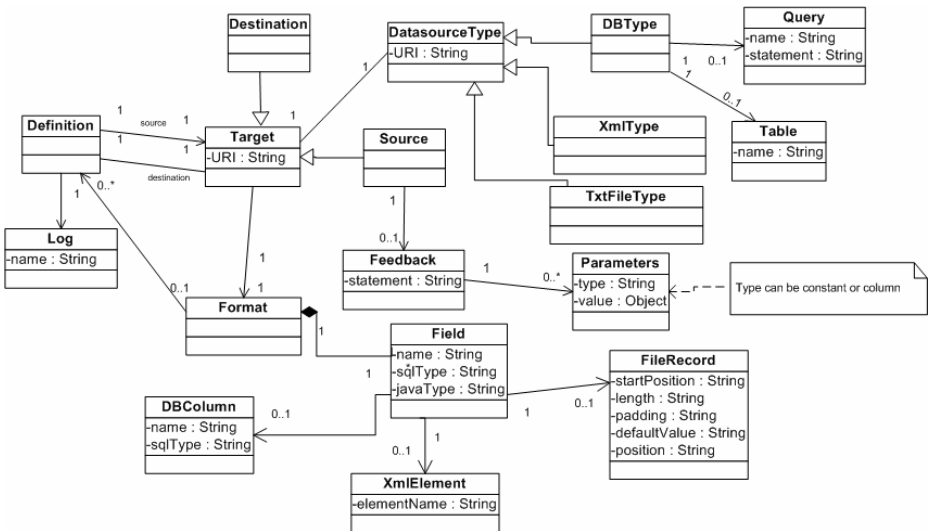 Destination
DatasourceType
-URI : String
DBType
Query
-name : String
-statement : String
1
1
0..1
1
0..1
Table
-name : String
XmlType
TxtFileType
Definition
1
source
1
1
1
destination
1
Target
-URI : String
1
Source
1
0..1
Log
-name : String
1
0..*
0..1
1
1
Format
Feedback
-statement : String
1
0..*
Parameters
-type : String
-value : Object
Type can be constant or column
1
Field
-name : String
-sqlType : String
-javaType : String
1
FileRecord
-startPosition : String
-length : String
-padding : String
-defaultValue : String
-position : String
1
0..1
DBColumn
-name : String
-sqlType : String
0..1
1
0..1
XmlElement
-elementName : String